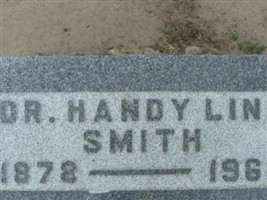 DR. HANDY LIN
SMITH
1878 — 196